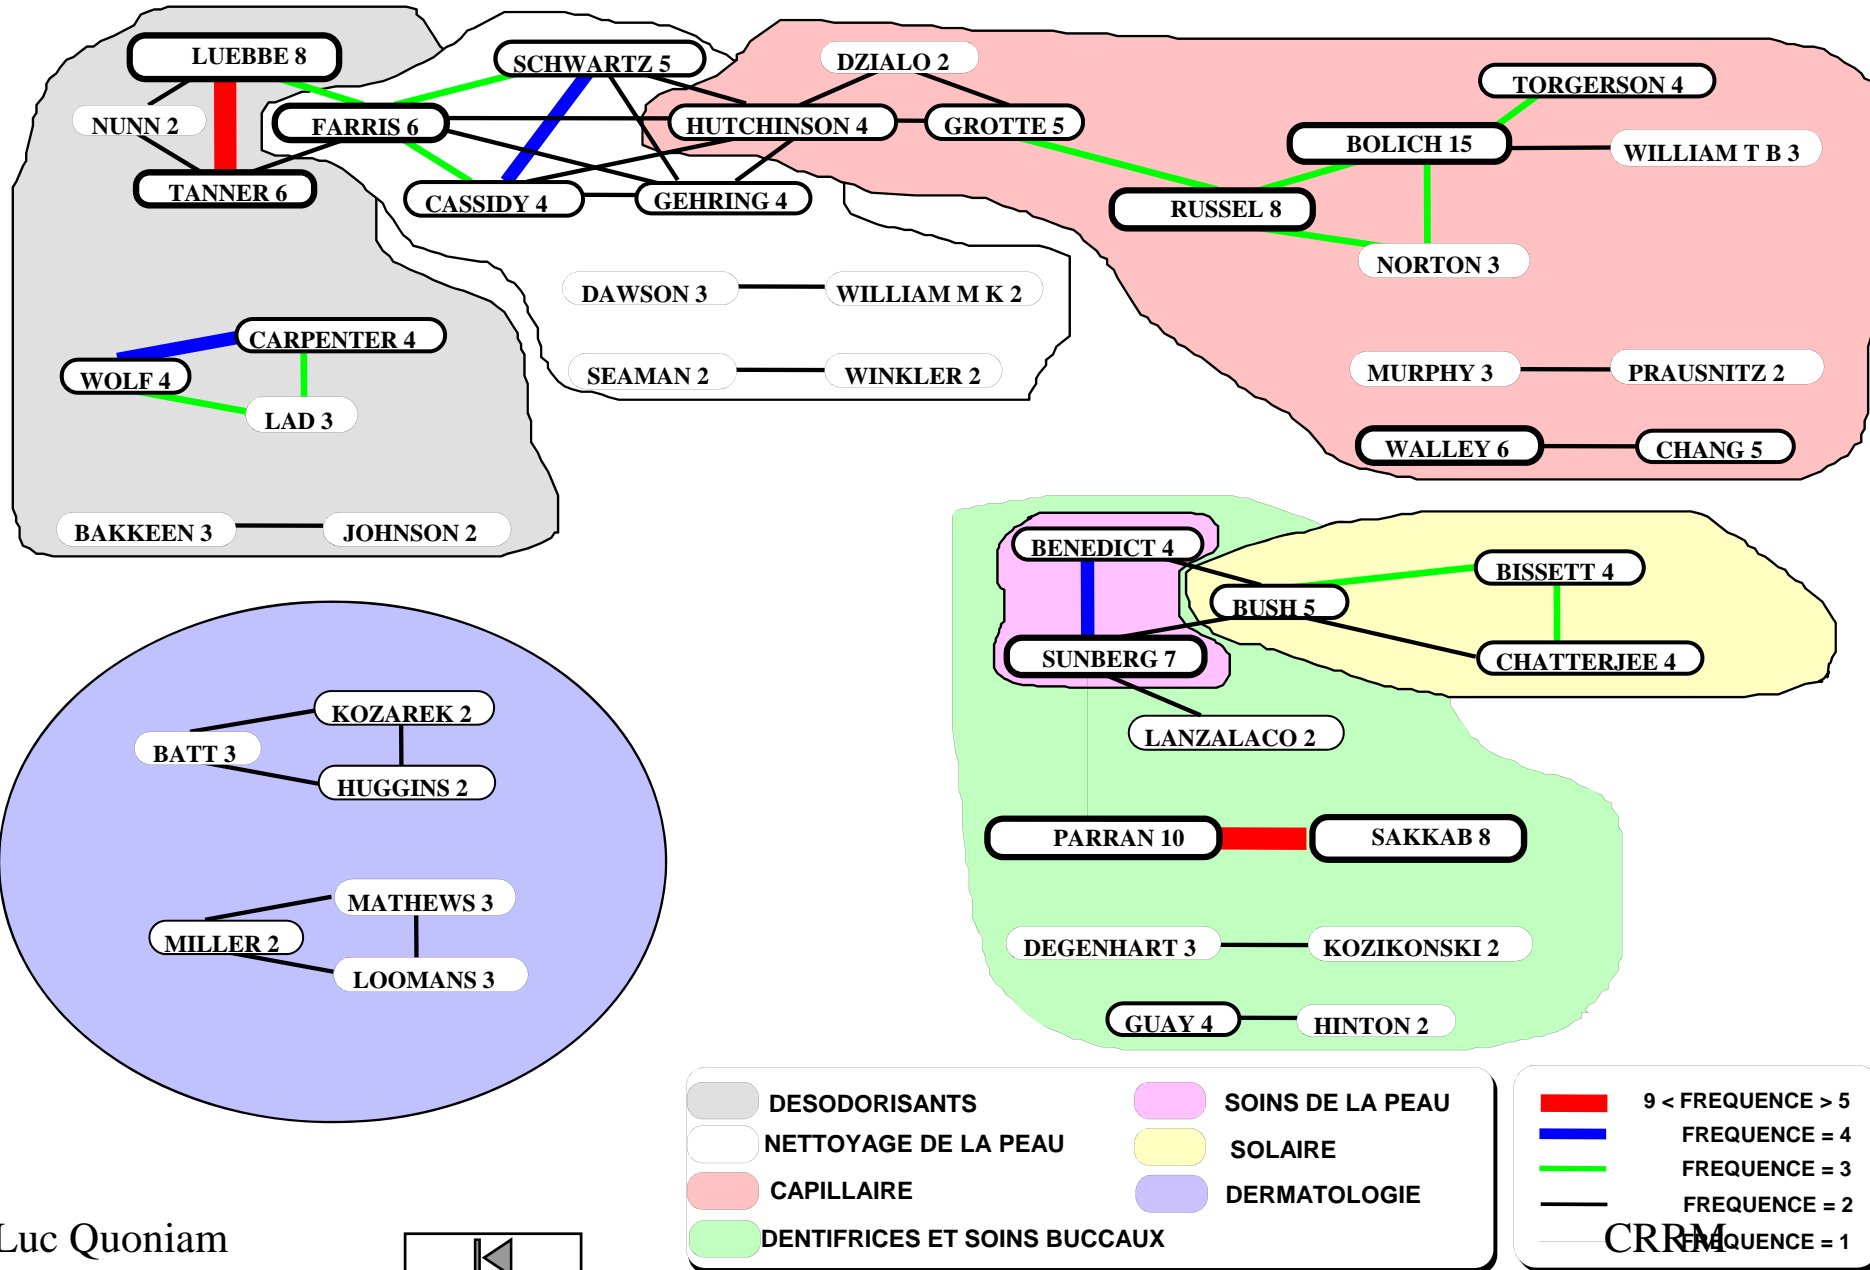 LUEBBE 8
SCHWARTZ 5
DZIALO 2
TORGERSON 4
NUNN 2
FARRIS 6
HUTCHINSON 4
GROTTE 5
BOLICH 15
WILLIAM T B 3
TANNER 6
CASSIDY 4
GEHRING 4
RUSSEL 8
NORTON 3
DAWSON 3
WILLIAM M K 2
CARPENTER 4
WOLF 4
SEAMAN 2
WINKLER 2
MURPHY 3
PRAUSNITZ 2
LAD 3
WALLEY 6
CHANG 5
BAKKEEN 3
JOHNSON 2
BENEDICT 4
BISSETT 4
BUSH 5
SUNBERG 7
CHATTERJEE 4
KOZAREK 2
LANZALACO 2
BATT 3
HUGGINS 2
PARRAN 10
SAKKAB 8
MATHEWS 3
MILLER 2
DEGENHART 3
KOZIKONSKI 2
LOOMANS 3
GUAY 4
HINTON 2
DESODORISANTS
NETTOYAGE DE LA PEAU
CAPILLAIRE
DENTIFRICES ET SOINS BUCCAUX
SOINS DE LA PEAU
SOLAIRE
DERMATOLOGIE
9 < FREQUENCE > 5
FREQUENCE = 4
FREQUENCE = 3
FREQUENCE = 2
FREQUENCE = 1
Luc Quoniam
CRRM